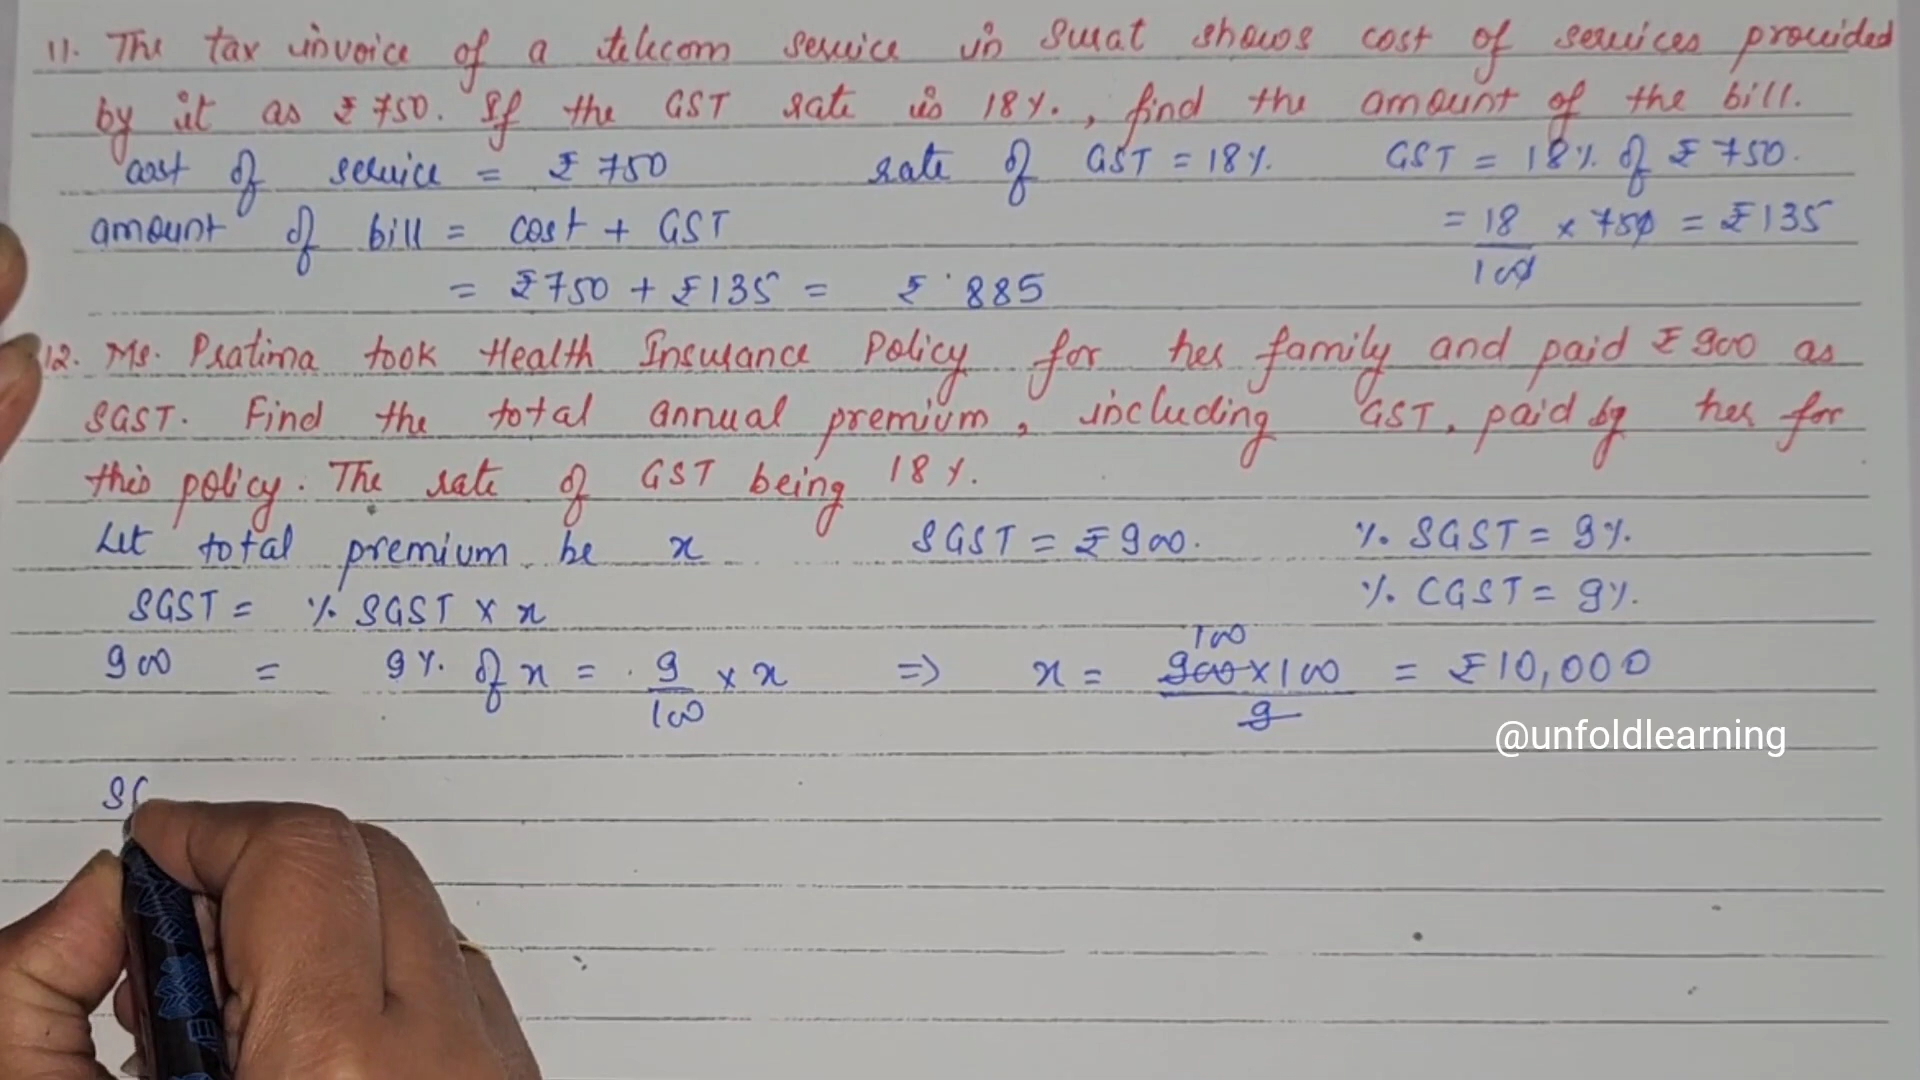 11. The tax invoice of a telecom service in Surat shows cost of services provided
by it as ₹ 750. If the GST rate is 18%., find the amount of the bill.
cost of service = ₹ 750 rate of GST = 18%. GST = 18%. of ₹ 750.
amount of bill = cost + GST = 18/100 × 750 = ₹ 135
= ₹ 750 + ₹ 135 = ₹ 885
12. Ms. Pratima took Health Insurance Policy for her family and paid ₹ 900 as
SGST. Find the total annual premium, including GST, paid by her for
this policy. The rate of GST being 18%.
Let total premium be x SGST = ₹ 900. %. SGST = 9%.
SGST = %. SGST × x %. CGST = 9%.
900 = 9%. of x = 9/100 × x => x = 900 × 100/9 100 = ₹ 10,000
@unfoldlearning
SG